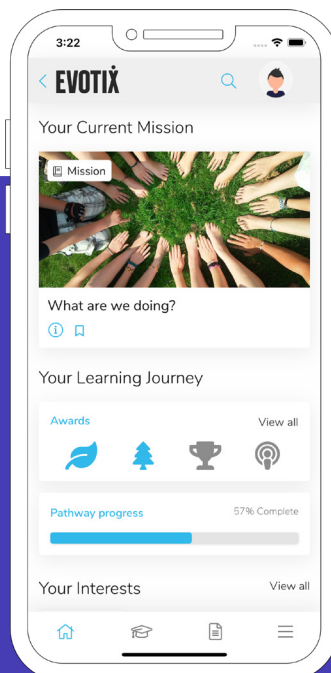 3:22
EVOTIX
Your Current Mission
Mission
What are we doing?
Your Learning Journey
Awards
View all
Pathway progress
57% Complete
Your Interests
View all